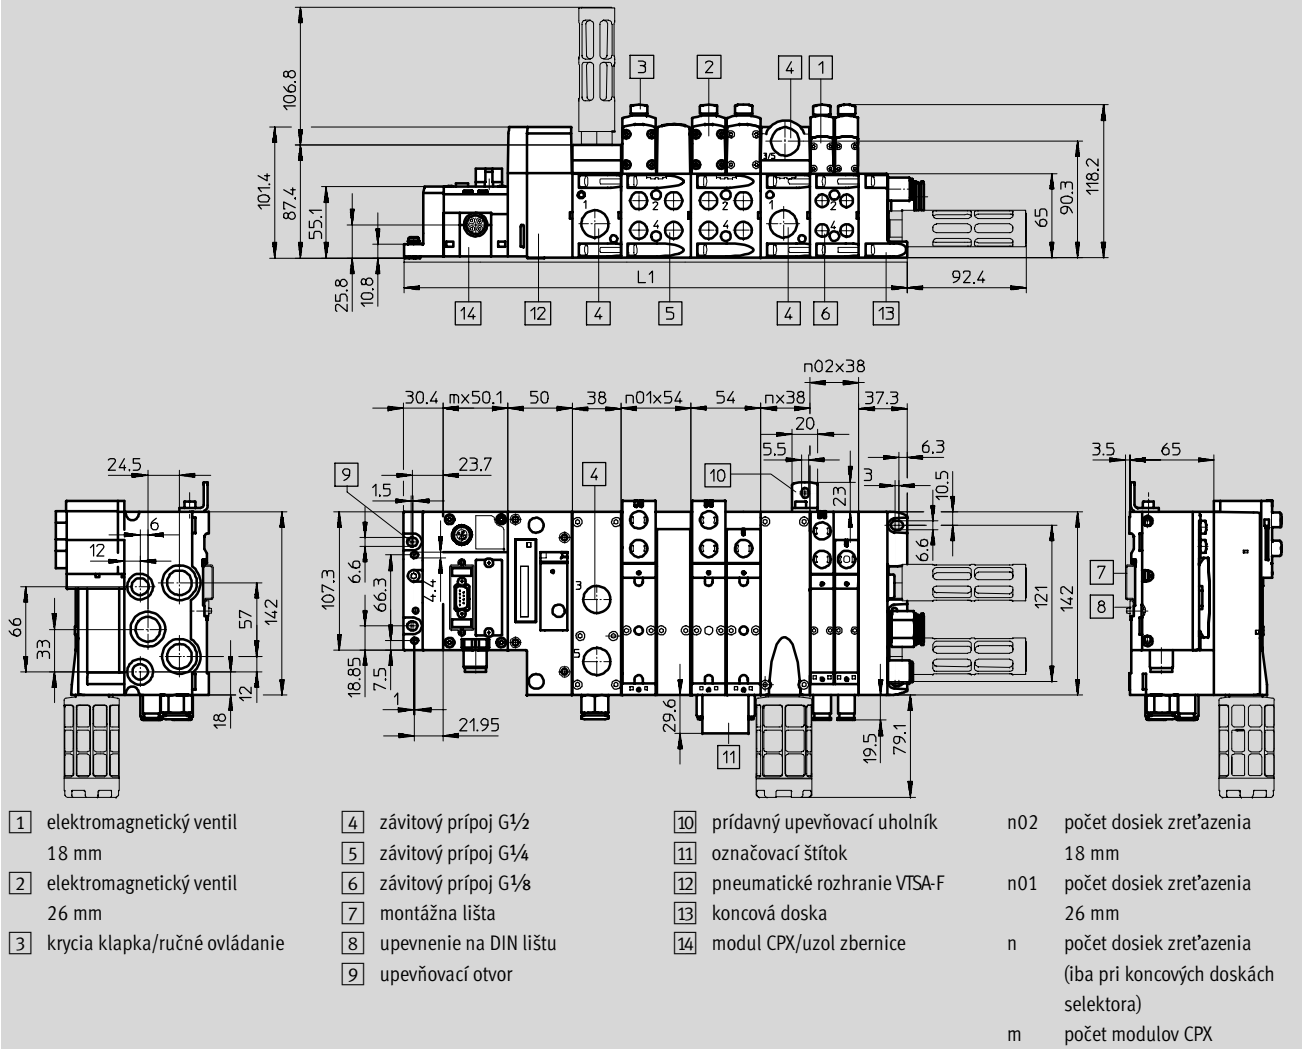 106.8
3
2
4
1
101.4
87.4
55.1
25.8
10.8
118.2
90.3
65
1
2
4
2
4
3/5
1
2
4
L1
92.4
14
12
4
5
4
6
13
n02x38
30.4
mx50.1
50
38
n01x54
54
nx38
37.3
20
5.5
6.3
3
10.5
24.5
9
23.7
4
10
23
3.5
65
1.5
6
12
6.6
66
33
57
142
107.3
6.6
66.3
4.4
3
5
121
142
7
8
18.85
7.5
12
18
1
21.95
29.6
11
19.5
79.1
1 elektromagnetický ventil
18 mm
2 elektromagnetický ventil
26 mm
3 krycia klapka/ručné ovládanie
4 závitový prípoj G½
5 závitový prípoj G¼
6 závitový prípoj G⅛
7 montážna lišta
8 upevnenie na DIN lištu
9 upevňovací otvor
10 prídavný upevňovací uholník
11 označovací štítok
12 pneumatické rozhranie VTSA-F
13 koncová doska
14 modul CPX/uzol zbernice
n02 počet dosiek zreťazenia
18 mm
n01 počet dosiek zreťazenia
26 mm
n počet dosiek zreťazenia
(iba pri koncových doskách
selektora)
m počet modulov CPX